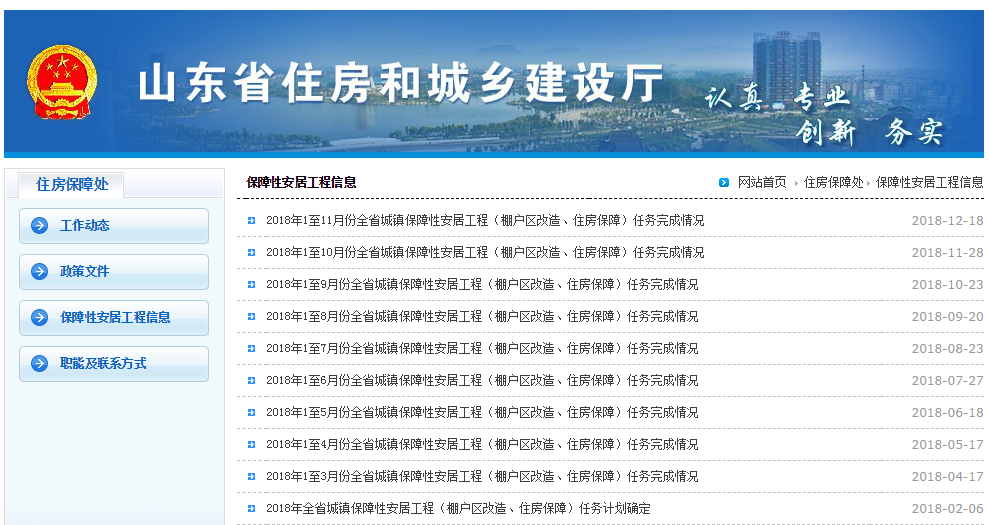 山东省住房和城乡建设厅
认真 专业
创新 务实
住房保障处
工作动态
政策文件
保障性安居工程信息
职能及联系方式
保障性安居工程信息 网站首页 住房保障处 保障性安居工程信息
2018年1至11月份全省城镇保障性安居工程（棚户区改造、住房保障）任务完成情况 2018-12-18
2018年1至10月份全省城镇保障性安居工程（棚户区改造、住房保障）任务完成情况 2018-11-28
2018年1至9月份全省城镇保障性安居工程（棚户区改造、住房保障）任务完成情况 2018-10-23
2018年1至8月份全省城镇保障性安居工程（棚户区改造、住房保障）任务完成情况 2018-09-20
2018年1至7月份全省城镇保障性安居工程（棚户区改造、住房保障）任务完成情况 2018-08-23
2018年1至6月份全省城镇保障性安居工程（棚户区改造、住房保障）任务完成情况 2018-07-27
2018年1至5月份全省城镇保障性安居工程（棚户区改造、住房保障）任务完成情况 2018-06-18
2018年1至4月份全省城镇保障性安居工程（棚户区改造、住房保障）任务完成情况 2018-05-17
2018年1至3月份全省城镇保障性安居工程（棚户区改造、住房保障）任务完成情况 2018-04-17
2018年全省城镇保障性安居工程（棚户区改造、住房保障）任务计划确定 2018-02-06